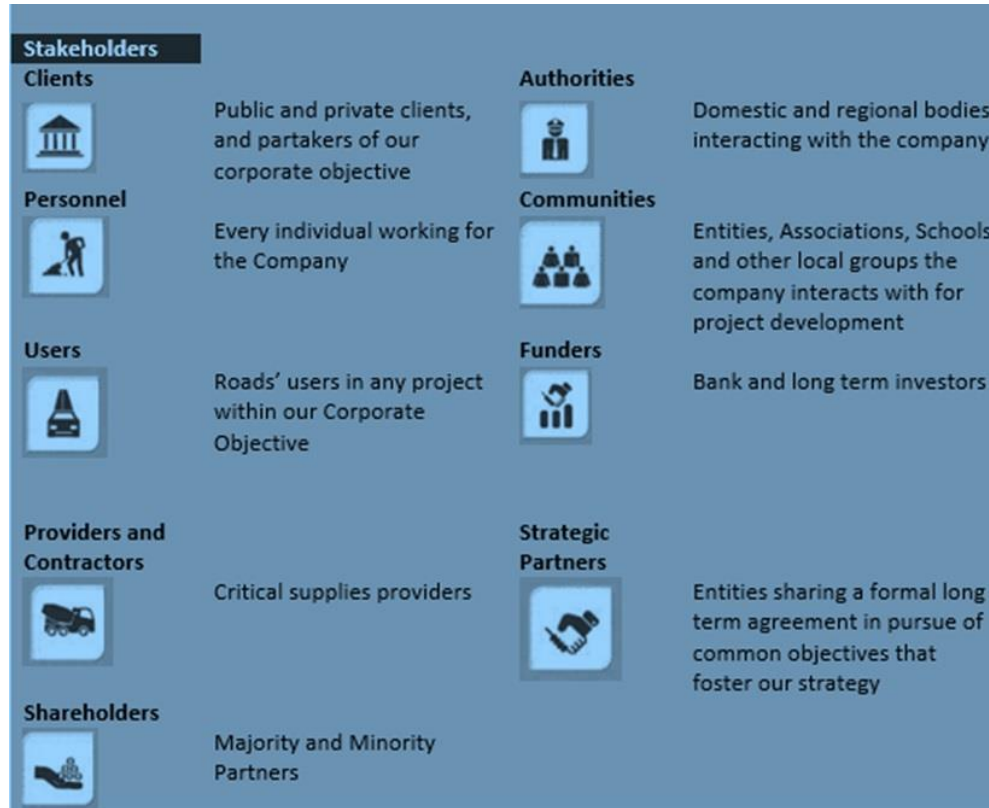 Stakeholders
Clients
Public and private clients,
and partakers of our
corporate objective
Authorities
Domestic and regional bodies
interacting with the company
Personnel
Every individual working for
the Company
Communities
Entities, Associations, Schools
and other local groups the
company interacts with for
project development
Users
Roads’ users in any project
within our Corporate
Objective
Funders
Bank and long term investors
Providers and
Contractors
Critical supplies providers
Strategic
Partners
Entities sharing a formal long
term agreement in pursue of
common objectives that
foster our strategy
Shareholders
Majority and Minority
Partners